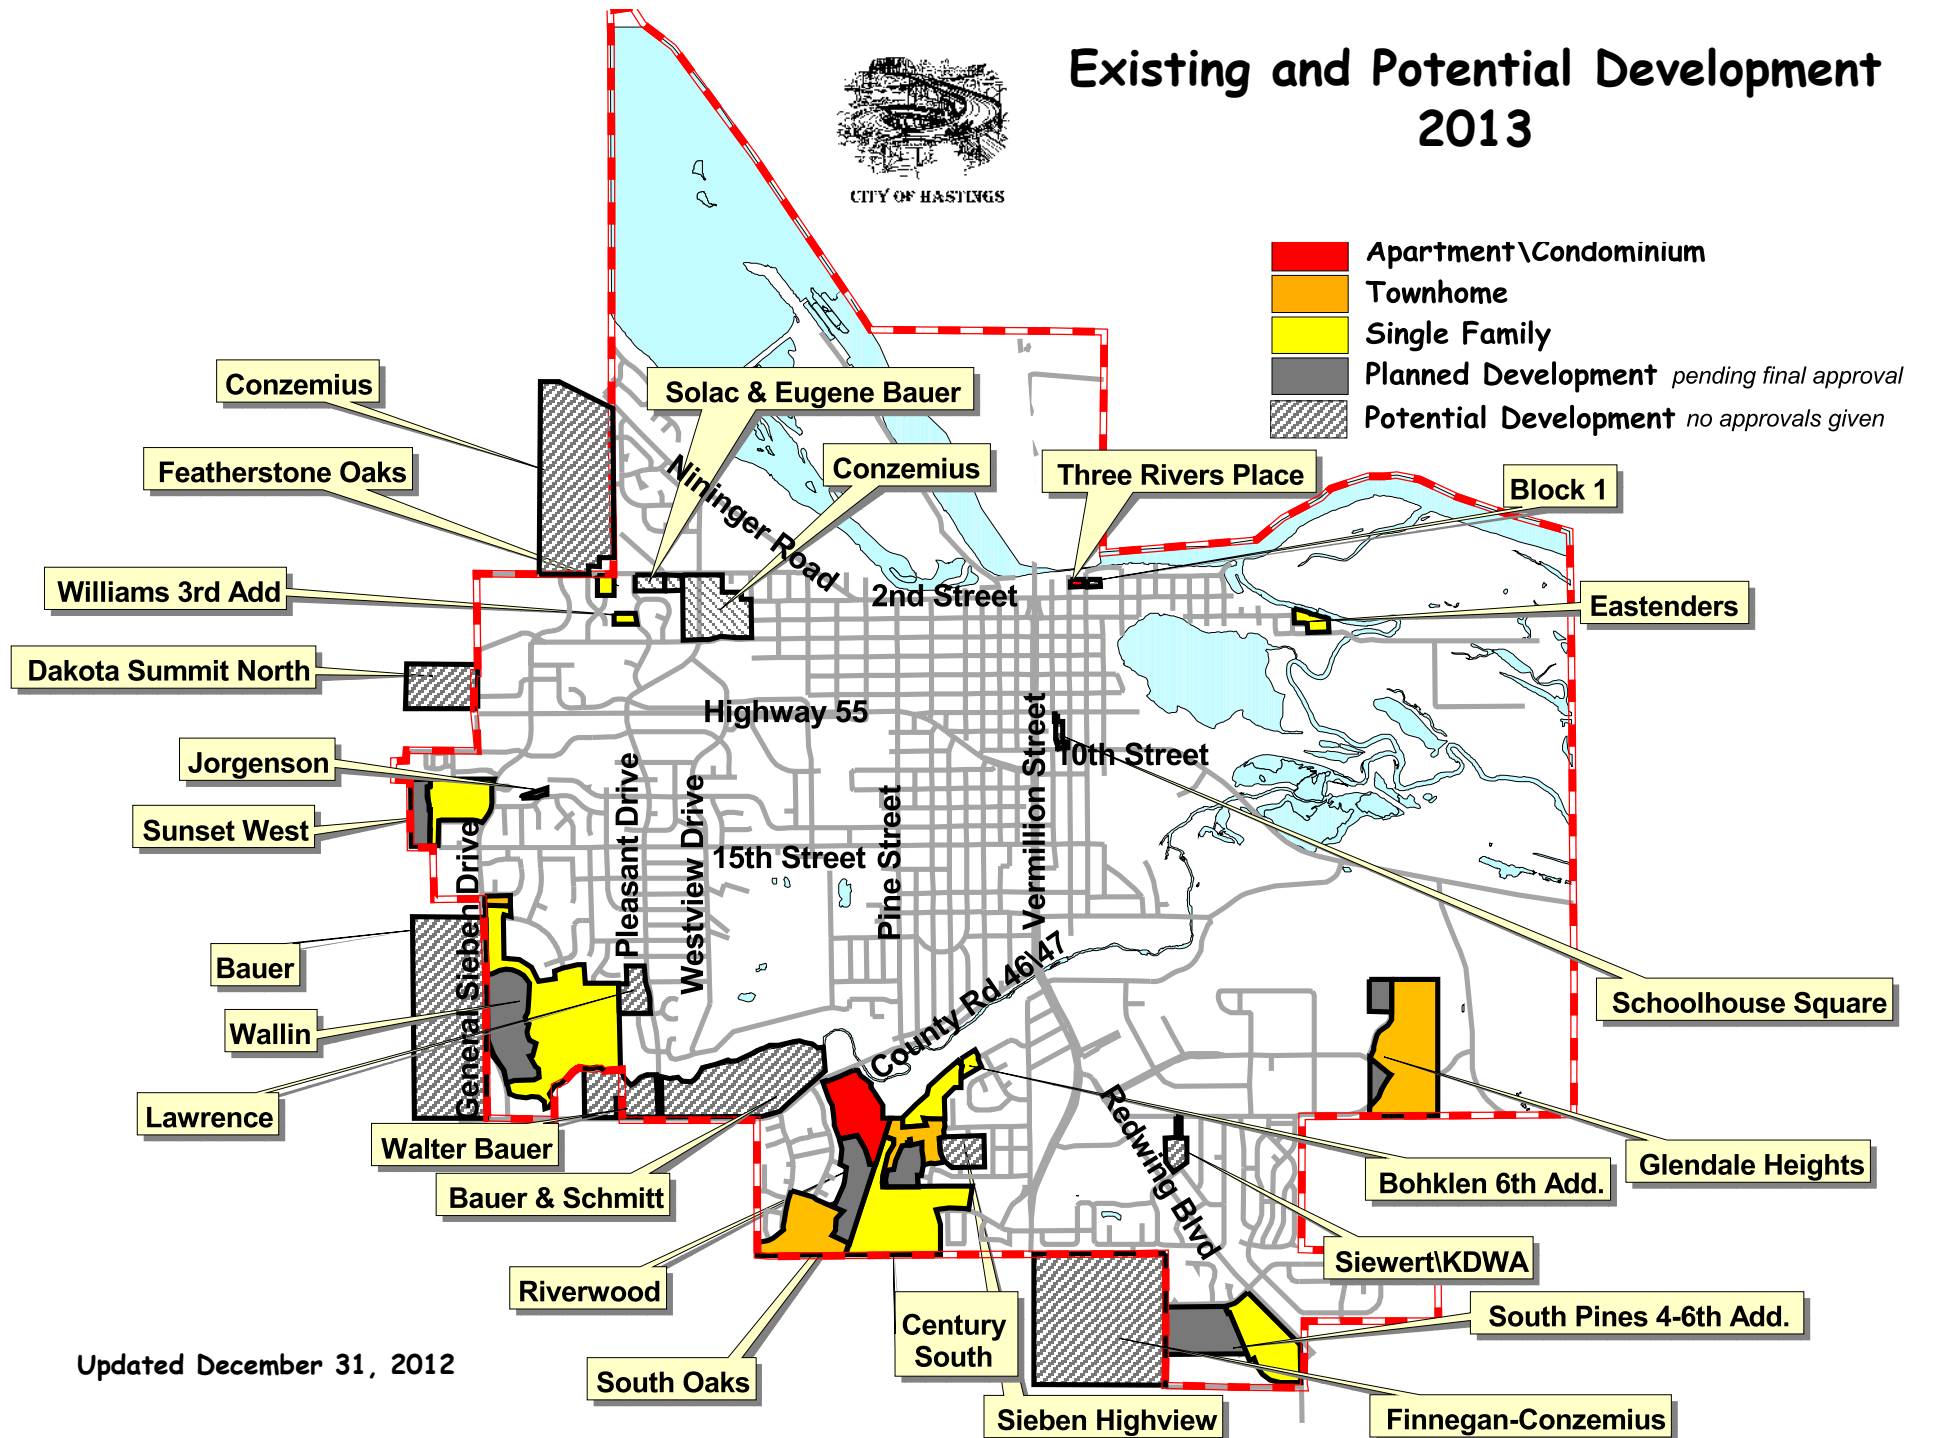 Existing and Potential Development
2013
CITY OF HASTINGS
Apartment\Condominium
Townhome
Single Family
Planned Development pending final approval
Potential Development no approvals given
Conzemius
Solac & Eugene Bauer
Featherstone Oaks
Conzemius
Three Rivers Place
Block 1
Nininger Road
Williams 3rd Add
2nd Street
Eastenders
Dakota Summit North
Highway 55
Jorgenson
10th Street
Sunset West
General Sieben Drive
Pleasant Drive
Westview Drive
15th Street
Pine Street
Vermillion Street
Bauer
County Rd 46\47
Schoolhouse Square
Wallin
Lawrence
Walter Bauer
Redwing Blvd
Glendale Heights
Bauer & Schmitt
Bohklen 6th Add.
Siewert\KDWA
Riverwood
Century
South
South Pines 4-6th Add.
Updated December 31, 2012
South Oaks
Sieben Highview
Finnegan-Conzemius